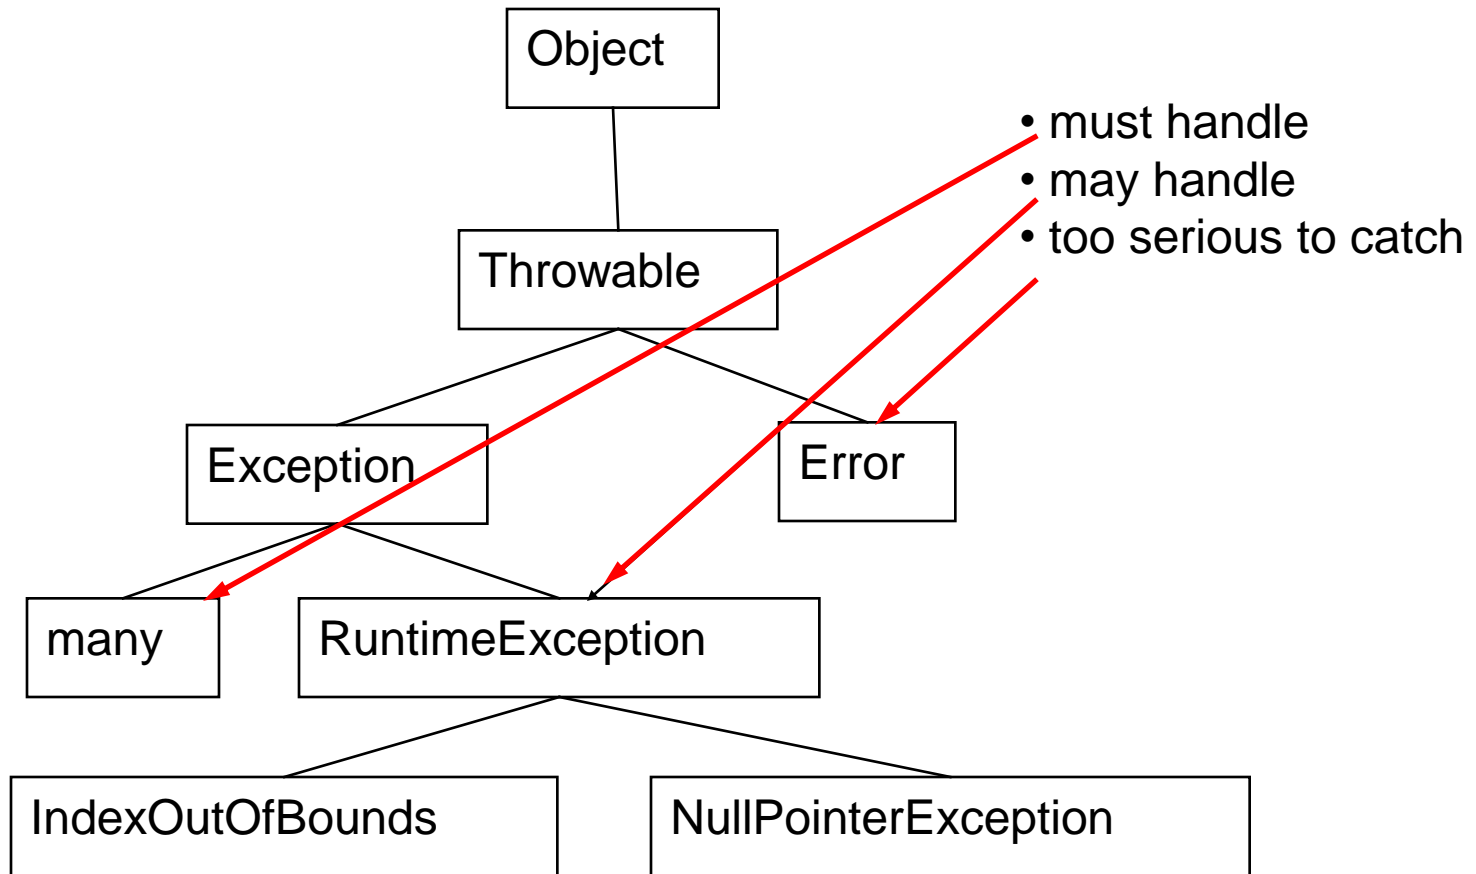 Object
• must handle
• may handle
• too serious to catch
Throwable
Exception
Error
many
RuntimeException
IndexOutOfBounds
NullPointerException